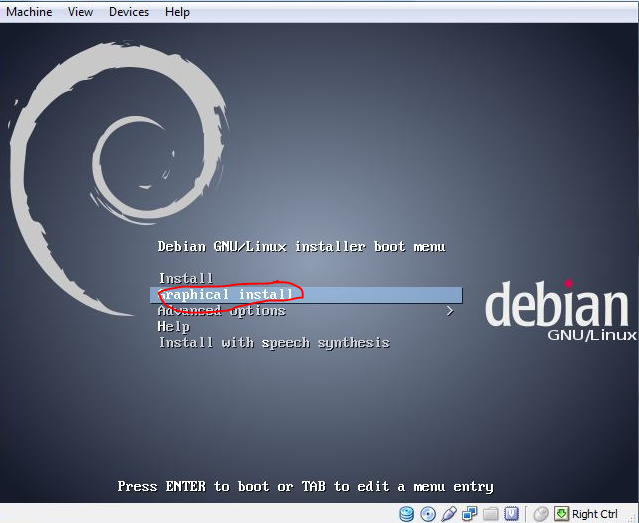 Machine View Devices Help
Debian GNU/Linux installer boot menu
Install
Graphical install
Advanced options >
Help
Install with speech synthesis
debian
GNU/Linux
Press ENTER to boot or TAB to edit a menu entry
Right Ctrl